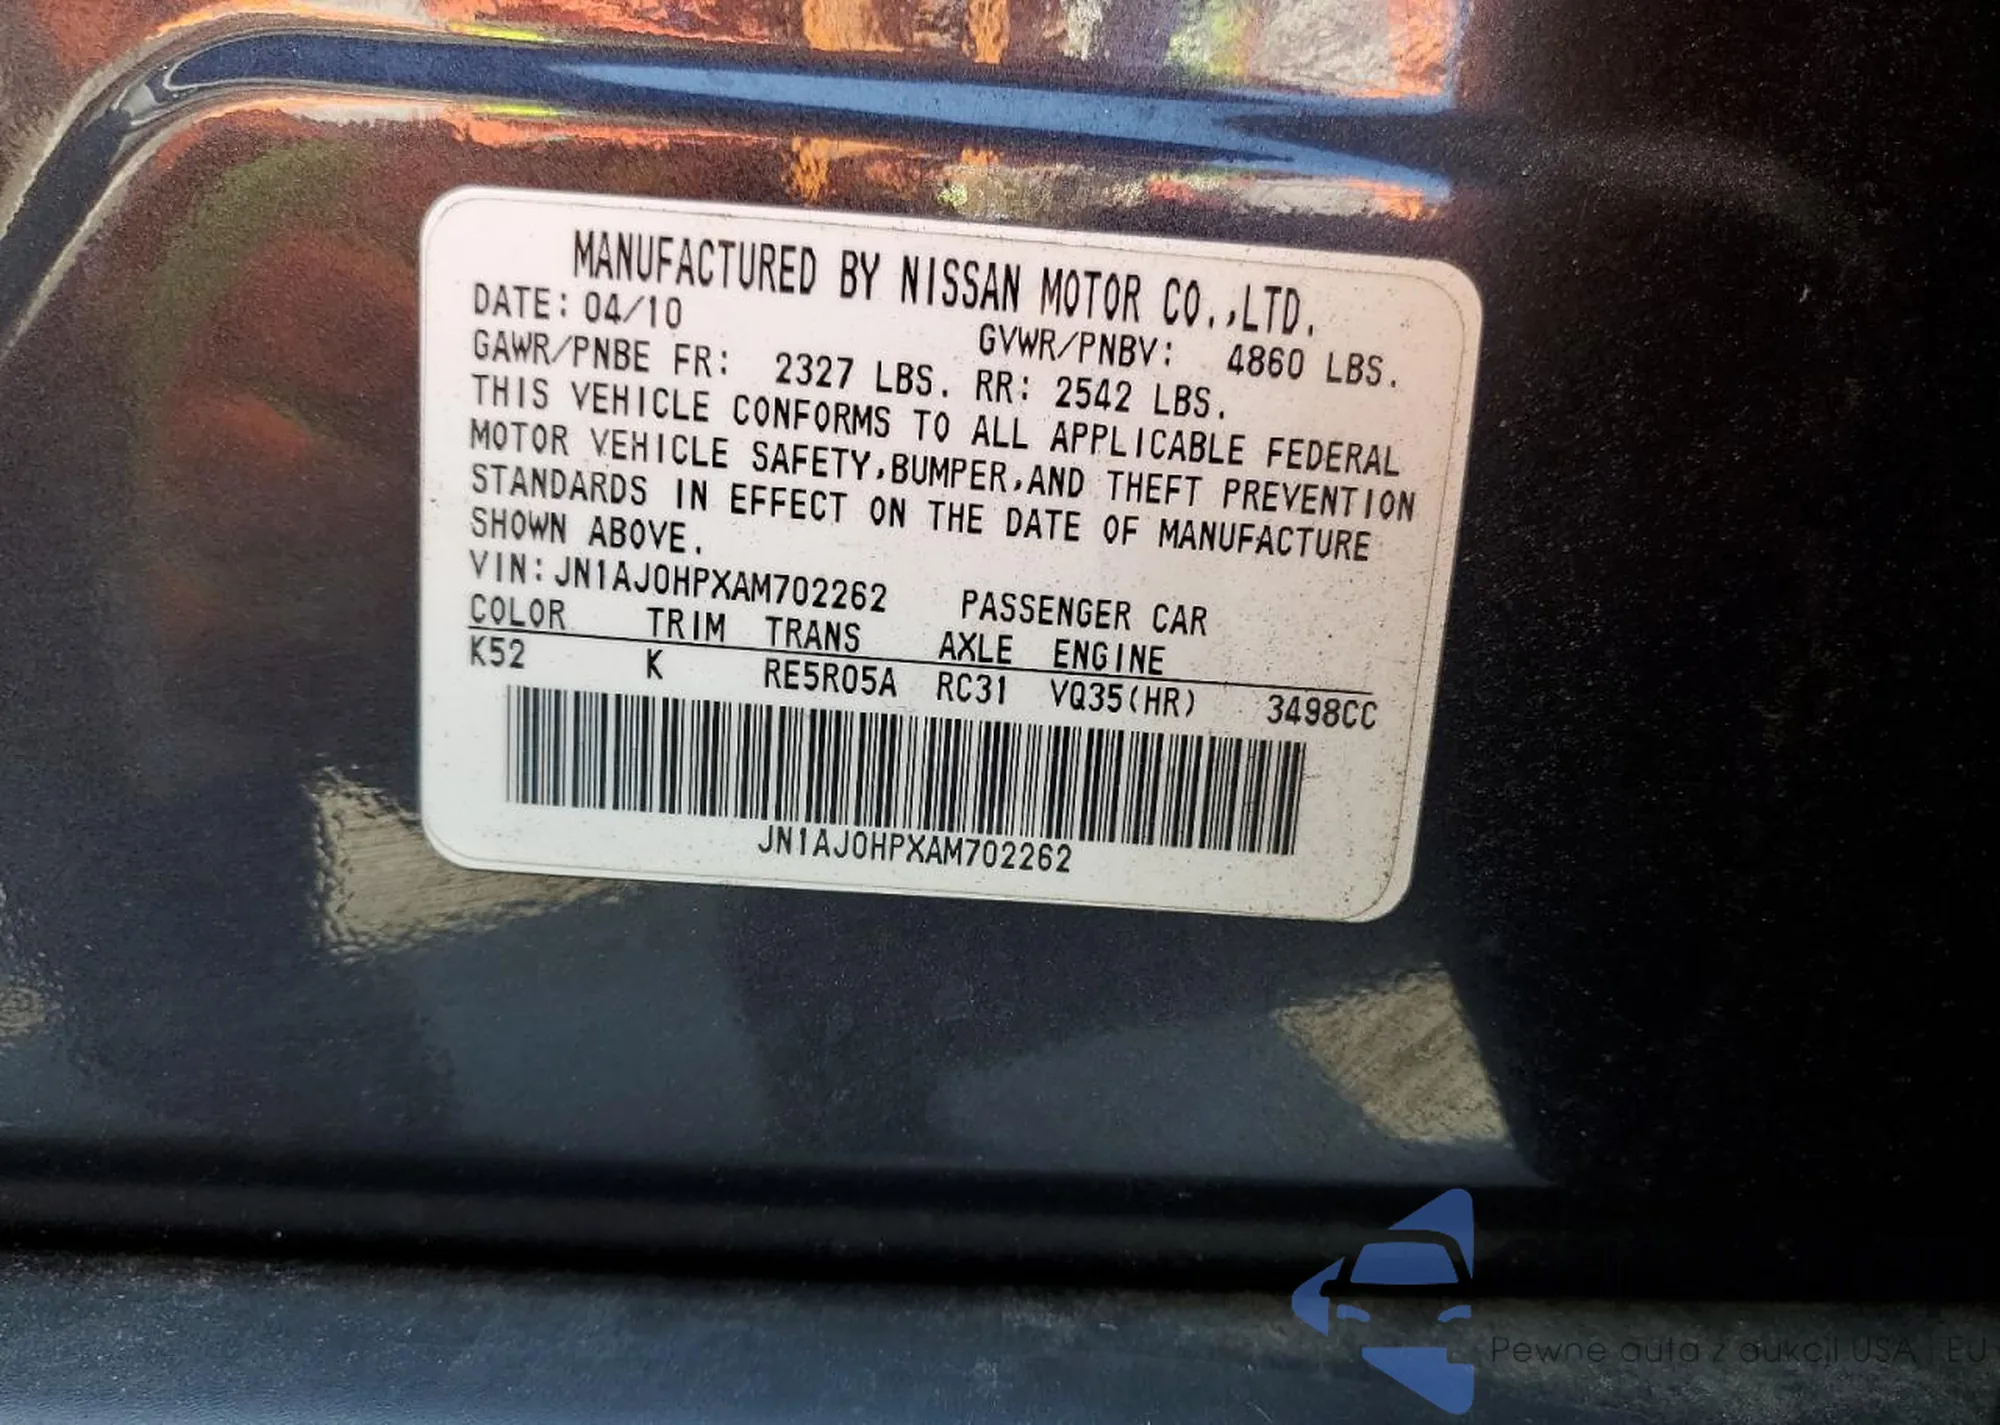 MANUFACTURED BY NISSAN MOTOR CO.,LTD.
DATE: 04/10 GVWR/PNBV: 4860 LBS.
GAWR/PNBE FR: 2327 LBS. RR: 2542 LBS.
THIS VEHICLE CONFORMS TO ALL APPLICABLE FEDERAL
MOTOR VEHICLE SAFETY,BUMPER,AND THEFT PREVENTION
STANDARDS IN EFFECT ON THE DATE OF MANUFACTURE
SHOWN ABOVE.
VIN: JN1AJ0HPXAM702262 PASSENGER CAR
COLOR TRIM TRANS AXLE ENGINE
K52 K RE5R05A RC31 VQ35(HR) 3498CC
JN1AJ0HPXAM702262
Pewne auta z aukcji USA i EU